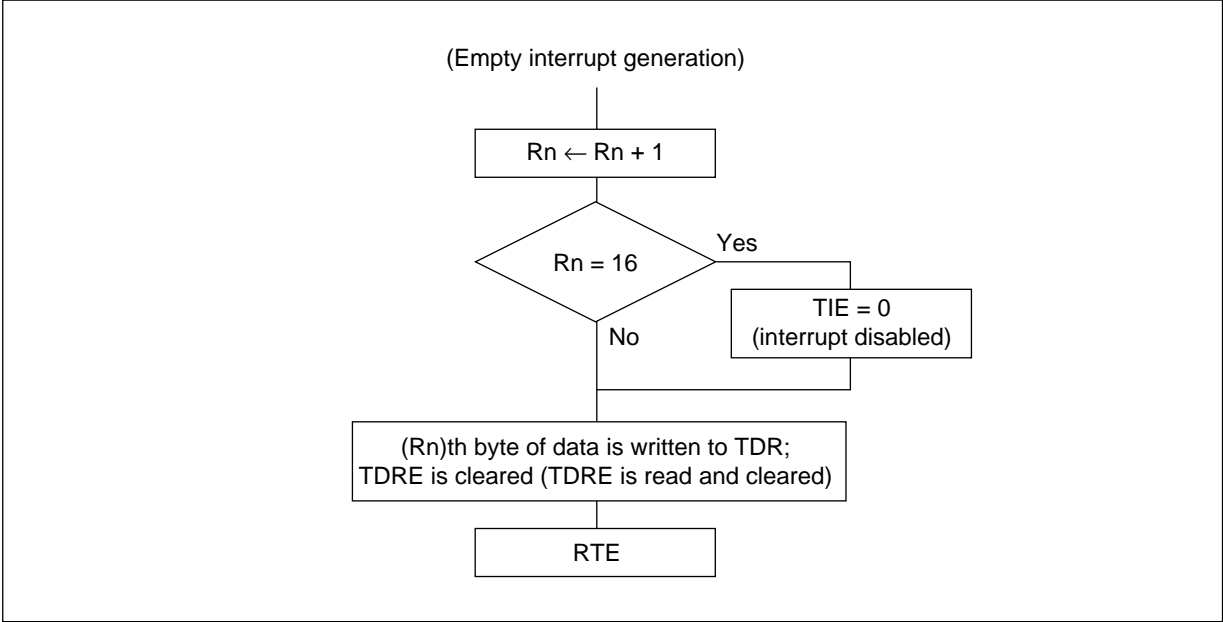 (Empty interrupt generation)
Rn ← Rn + 1
Rn = 16
Yes
TIE = 0
(interrupt disabled)
No
(Rn)th byte of data is written to TDR;
TDRE is cleared (TDRE is read and cleared)
RTE